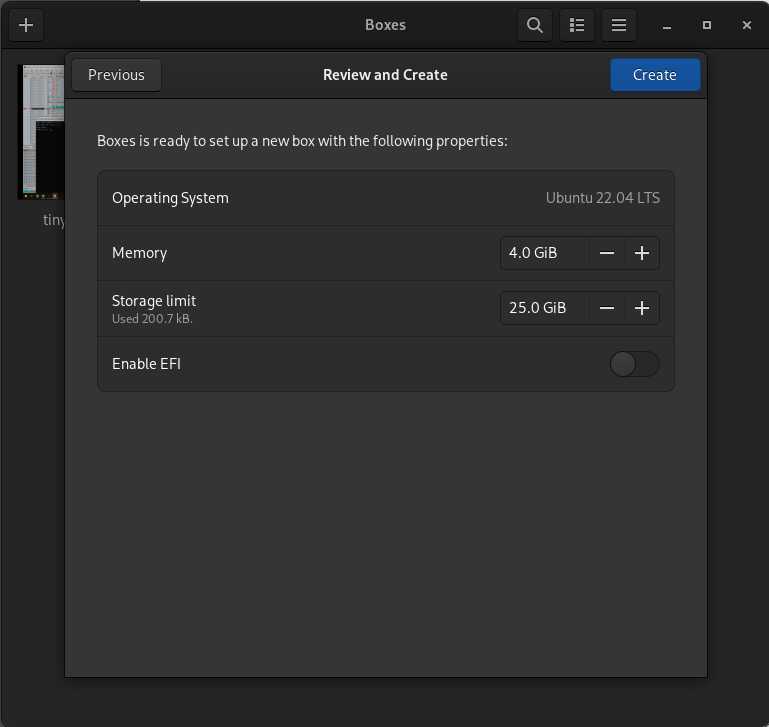 Boxes
Previous
Review and Create
Create
Boxes is ready to set up a new box with the following properties:
Operating System
Ubuntu 22.04 LTS
Memory
4.0 GiB
Storage limit
Used 200.7 kB.
25.0 GiB
Enable EFI
tiny